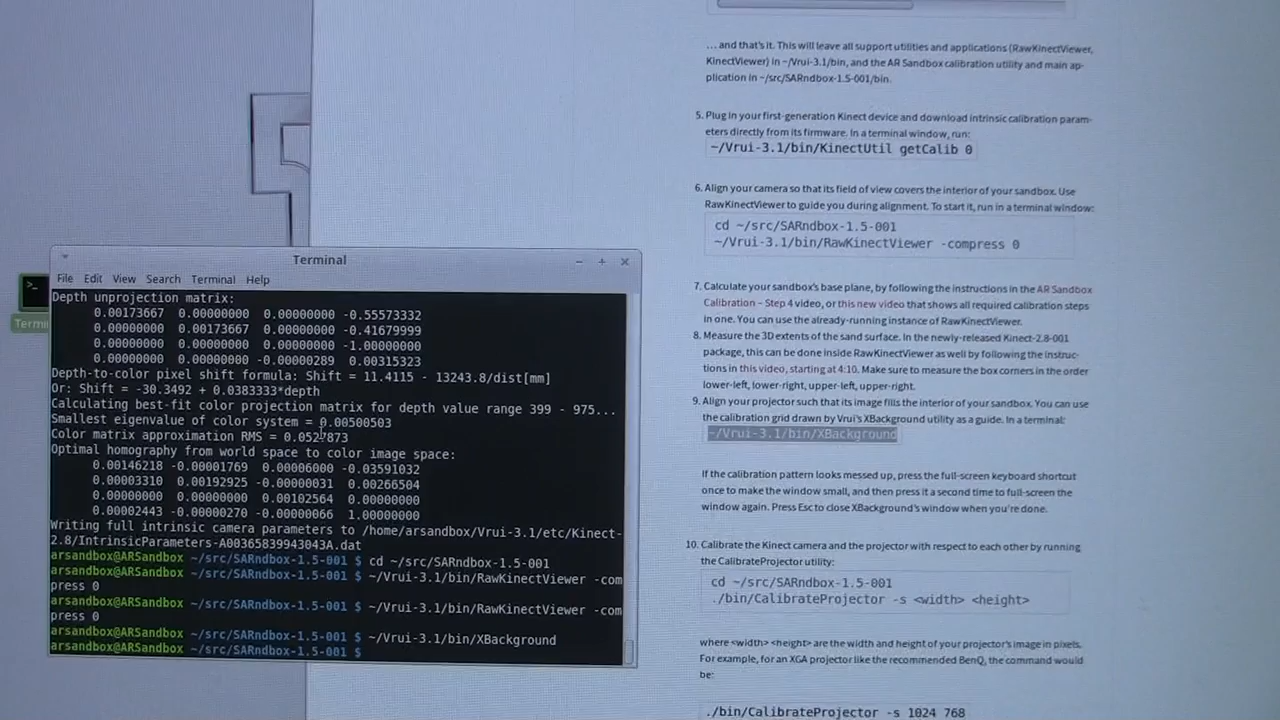 … and that's it. This will leave all support utilities and applications (RawKinectViewer,
KinectViewer) in ~/Vrui-3.1/bin, and the AR Sandbox calibration utility and main ap-
plication in ~/src/SARndbox-1.5-001/bin.
5. Plug in your first-generation Kinect device and download intrinsic calibration param-
eters directly from its firmware. In a terminal window, run:
~/Vrui-3.1/bin/KinectUtil getCalib 0
6. Align your camera so that its field of view covers the interior of your sandbox. Use
RawKinectViewer to guide you during alignment. To start it, run in a terminal window:
cd ~/src/SARndbox-1.5-001
~/Vrui-3.1/bin/RawKinectViewer -compress 0
7. Calculate your sandbox's base plane, by following the instructions in the AR Sandbox
Calibration – Step 4 video, or this new video that shows all required calibration steps
in one. You can use the already-running instance of RawKinectViewer.
8. Measure the 3D extents of the sand surface. In the newly-released Kinect-2.8-001
package, this can be done inside RawKinectViewer as well by following the instruc-
tions in this video, starting at 4:10. Make sure to measure the box corners in the order
lower-left, lower-right, upper-left, upper-right.
9. Align your projector such that its image fills the interior of your sandbox. You can use
the calibration grid drawn by Vrui's XBackground utility as a guide. In a terminal:
~/Vrui-3.1/bin/XBackground
If the calibration pattern looks messed up, press the full-screen keyboard shortcut
once to make the window small, and then press it a second time to full-screen the
window again. Press Esc to close XBackground's window when you're done.
10. Calibrate the Kinect camera and the projector with respect to each other by running
the CalibrateProjector utility:
cd ~/src/SARndbox-1.5-001
./bin/CalibrateProjector -s <width> <height>
where <width> <height> are the width and height of your projector's image in pixels.
For example, for an XGA projector like the recommended BenQ, the command would
be:
./bin/CalibrateProjector -s 1024 768
Termi
Terminal
File Edit View Search Terminal Help
Depth unprojection matrix:
0.00173667 0.00000000 0.00000000 -0.55573332
0.00000000 0.00173667 0.00000000 -0.41679999
0.00000000 0.00000000 0.00000000 -1.00000000
0.00000000 0.00000000 -0.00000289 0.00315323
Depth-to-color pixel shift formula: Shift = 11.4115 - 13243.8/dist[mm]
Or: Shift = -30.3492 + 0.0383333*depth
Calculating best-fit color projection matrix for depth value range 399 - 975...
Smallest eigenvalue of color system = 0.00500503
Color matrix approximation RMS = 0.0527873
Optimal homography from world space to color image space:
0.00146218 -0.00001769 0.00006000 -0.03591032
0.00003310 0.00192925 -0.00000031 0.00266504
0.00000000 0.00000000 0.00102564 0.00000000
0.00002443 -0.00000270 -0.00000066 1.00000000
Writing full intrinsic camera parameters to /home/arsandbox/Vrui-3.1/etc/Kinect-
2.8/IntrinsicParameters-A00365839943043A.dat
arsandbox@ARSandbox ~/src/SARndbox-1.5-001 $ cd ~/src/SARndbox-1.5-001
arsandbox@ARSandbox ~/src/SARndbox-1.5-001 $ ~/Vrui-3.1/bin/RawKinectViewer -com
press 0
arsandbox@ARSandbox ~/src/SARndbox-1.5-001 $ ~/Vrui-3.1/bin/RawKinectViewer -com
press 0
arsandbox@ARSandbox ~/src/SARndbox-1.5-001 $ ~/Vrui-3.1/bin/XBackground
arsandbox@ARSandbox ~/src/SARndbox-1.5-001 $